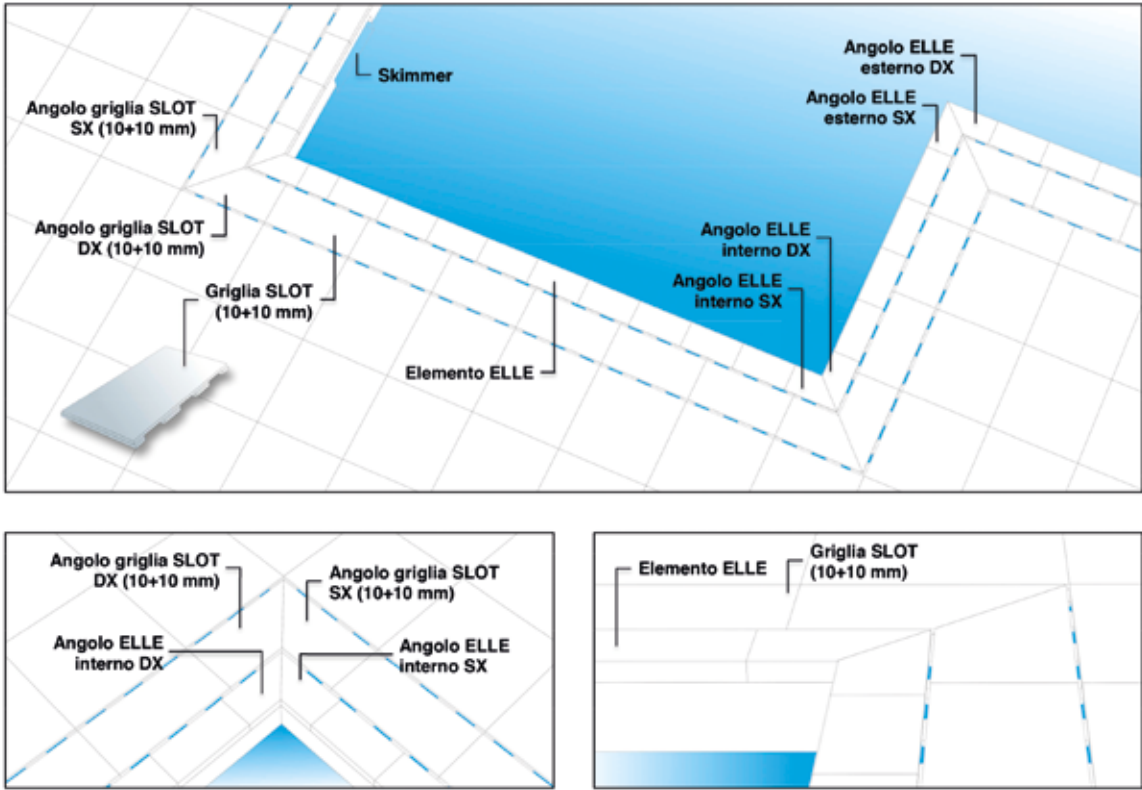 Skimmer
Angolo ELLE
esterno DX
Angolo ELLE
esterno SX
Angolo griglia SLOT
SX (10+10 mm)
Angolo griglia SLOT
DX (10+10 mm)
Angolo ELLE
interno DX
Angolo ELLE
interno SX
Griglia SLOT
(10+10 mm)
Elemento ELLE
Angolo griglia SLOT
DX (10+10 mm)
Angolo griglia SLOT
SX (10+10 mm)
Angolo ELLE
interno DX
Angolo ELLE
interno SX
Elemento ELLE
Griglia SLOT
(10+10 mm)